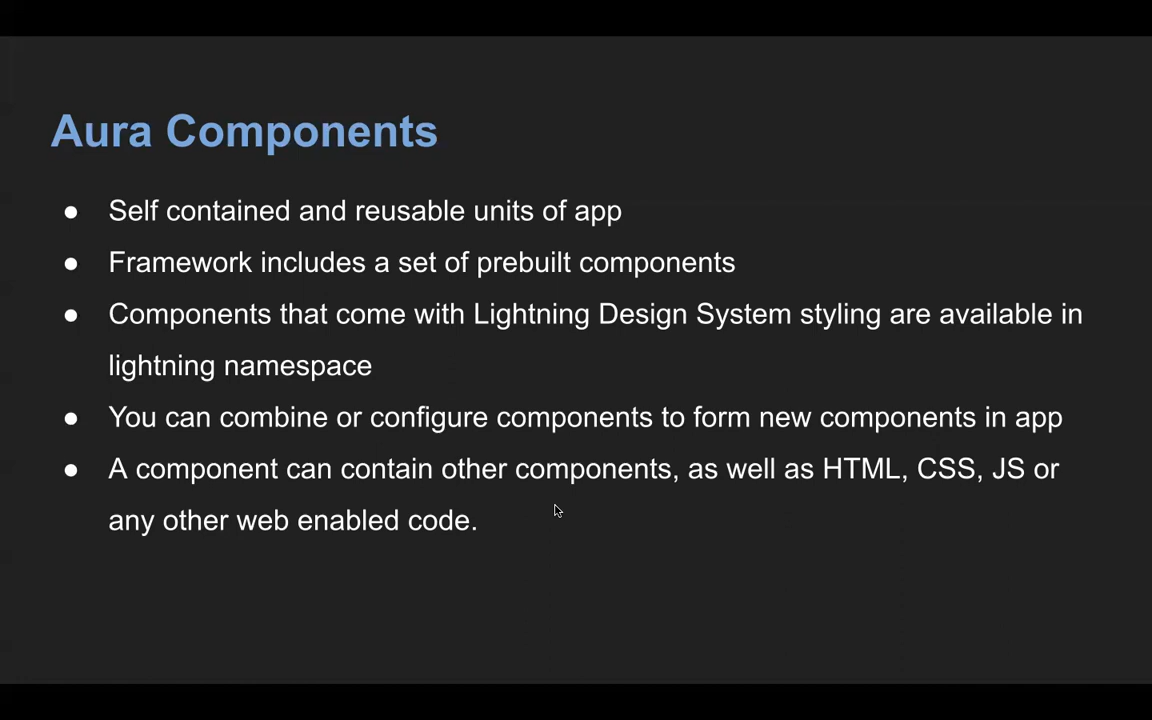 Aura Components
● Self contained and reusable units of app
● Framework includes a set of prebuilt components
● Components that come with Lightning Design System styling are available in
lightning namespace
● You can combine or configure components to form new components in app
● A component can contain other components, as well as HTML, CSS, JS or
any other web enabled code.